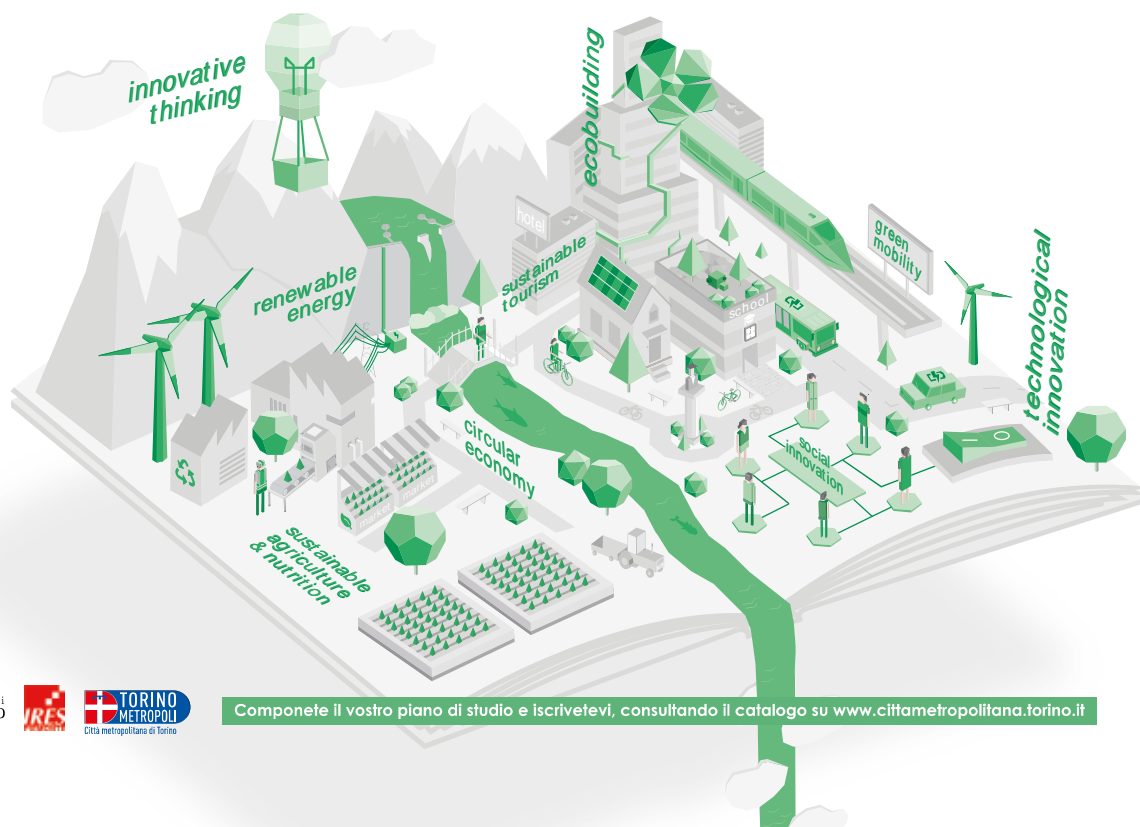 innovative
thinking
ecobuilding
hotel
sustainable
tourism
green
mobility
renewable
energy
school
technological
innovation
circular
economy
social
innovation
market
market
sustainable
agriculture
& nutrition
IRES
TORINO
METROPOLI
Città metropolitana di Torino
Componete il vostro piano di studio e iscrivetevi, consultando il catalogo su www.cittametropolitana.torino.it